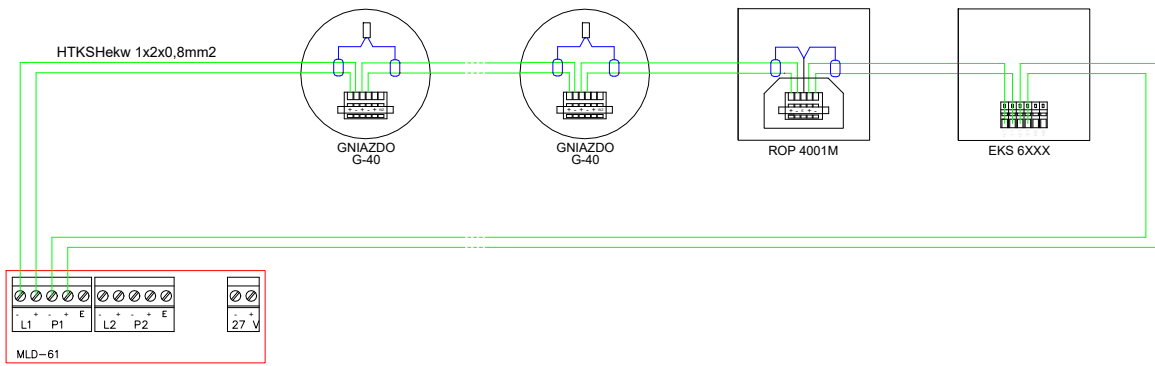 HTKSHekw 1x2x0,8mm2
GNIAZDO
G-40
GNIAZDO
G-40
ROP 4001M
EKS 6XXX
- + - + E - + - + E - +
L1 P1 L2 P2 27 V
MLD-61